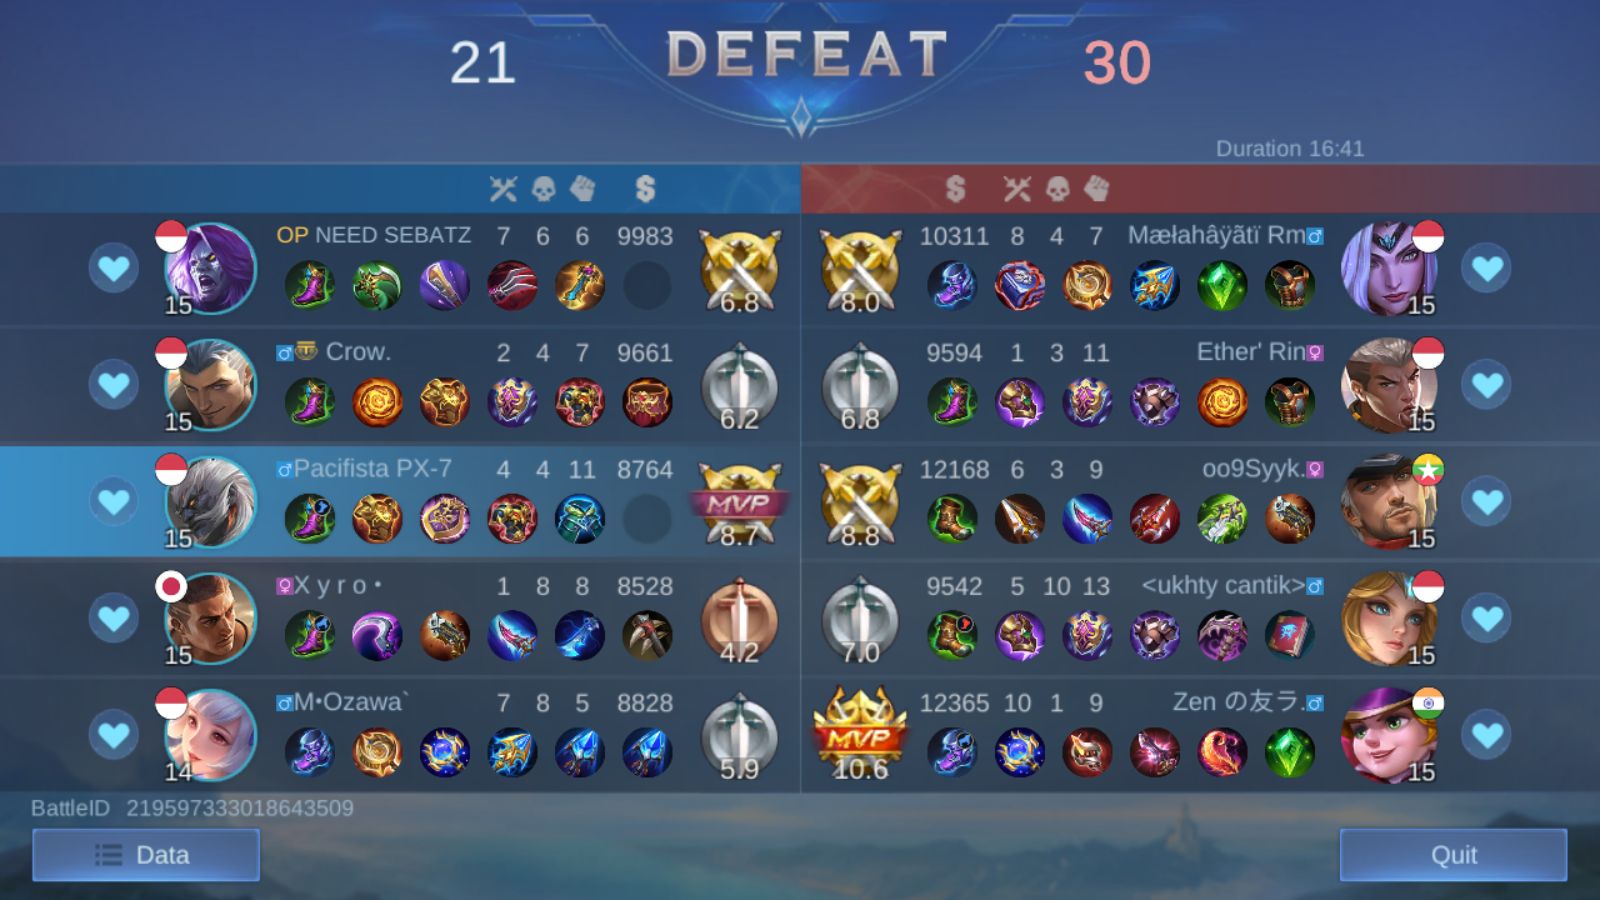 21 DEFEAT 30
Duration 16:41
OP NEED SEBATZ 7 6 6 9983
15 6.8
10311 8 4 7 Mæłahâÿãtï Rm
8.0 15
Crow. 2 4 7 9661
15 6.2
9594 1 3 11 Ether' Rin
6.8 15
Pacifista PX-7 4 4 11 8764
MVP
15 8.7
12168 6 3 9 oo9Syyk.
8.8 15
X y r o • 1 8 8 8528
15 4.2
9542 5 10 13 <ukhty cantik>
7.0 15
M•Ozawa` 7 8 5 8828
14 5.9
12365 10 1 9 Zen の友ラ.
MVP
10.6 15
BattleID 219597333018643509
Data
Quit